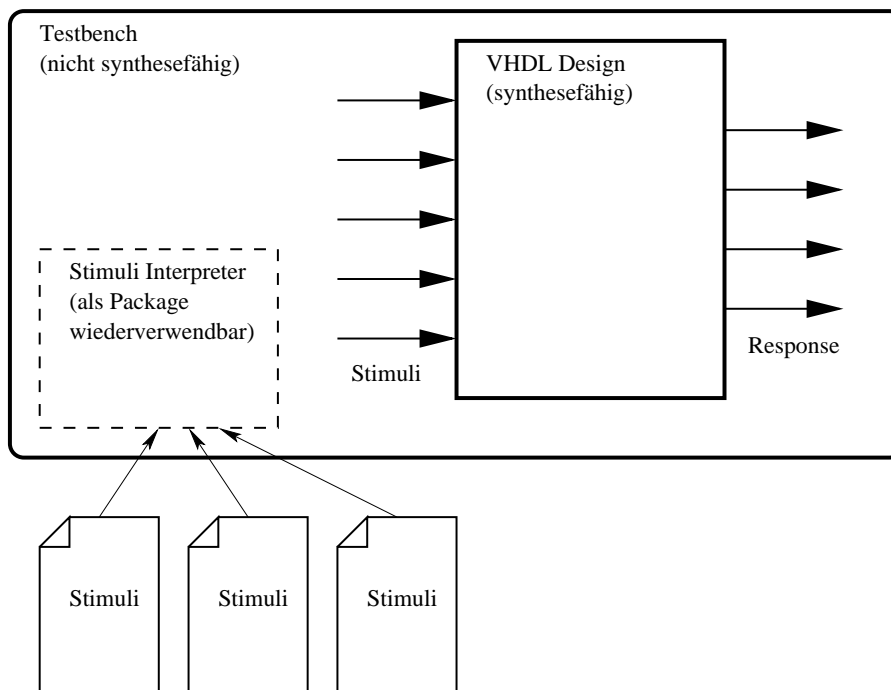 Testbench
(nicht synthesefähig)
VHDL Design
(synthesefähig)
Stimuli Interpreter
(als Package
wiederverwendbar)
Stimuli
Response
Stimuli
Stimuli
Stimuli